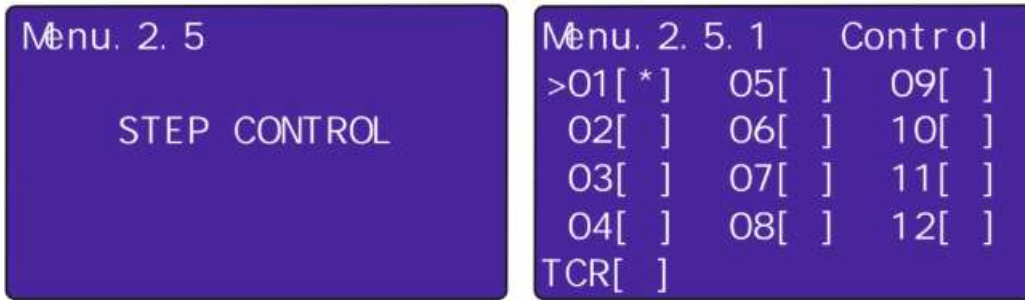 Menu. 2. 5
STEP CONTROL
Menu. 2. 5. 1 Control
>01[*] 05[ ] 09[ ]
02[ ] 06[ ] 10[ ]
03[ ] 07[ ] 11[ ]
04[ ] 08[ ] 12[ ]
TCR[ ]